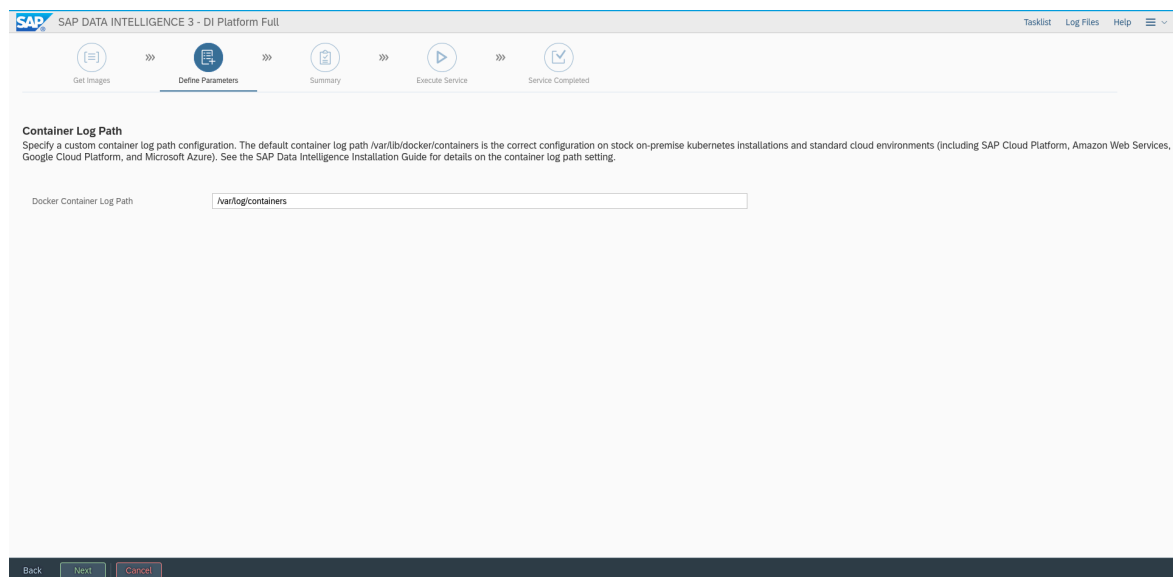 SAP SAP DATA INTELLIGENCE 3 - DI Platform Full Tasklist Log Files Help
Get Images Define Parameters Summary Execute Service Service Completed
Container Log Path
Specify a custom container log path configuration. The default container log path /var/lib/docker/containers is the correct configuration on stock on-premise kubernetes installations and standard cloud environments (including SAP Cloud Platform, Amazon Web Services,
Google Cloud Platform, and Microsoft Azure). See the SAP Data Intelligence Installation Guide for details on the container log path setting.
Docker Container Log Path /var/log/containers
Back Next Cancel